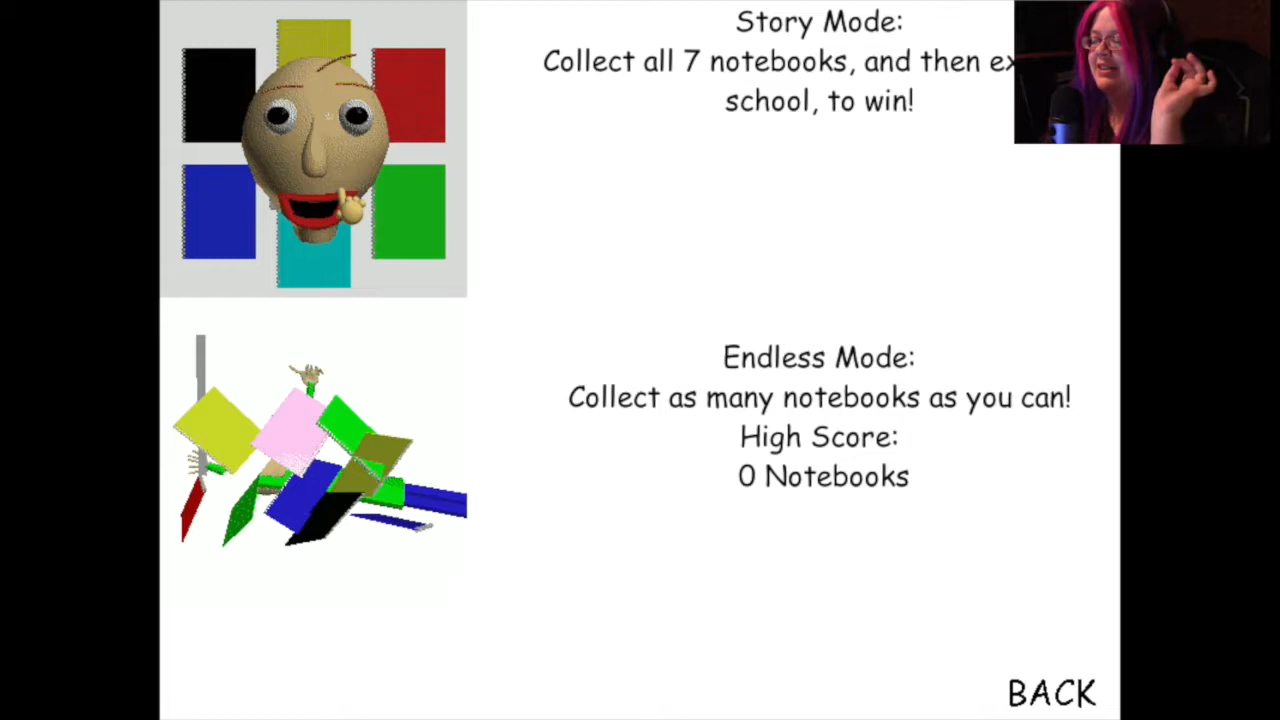 Story Mode:
Collect all 7 notebooks, and then
school, to win!
Endless Mode:
Collect as many notebooks as you can!
High Score:
0 Notebooks
BACK